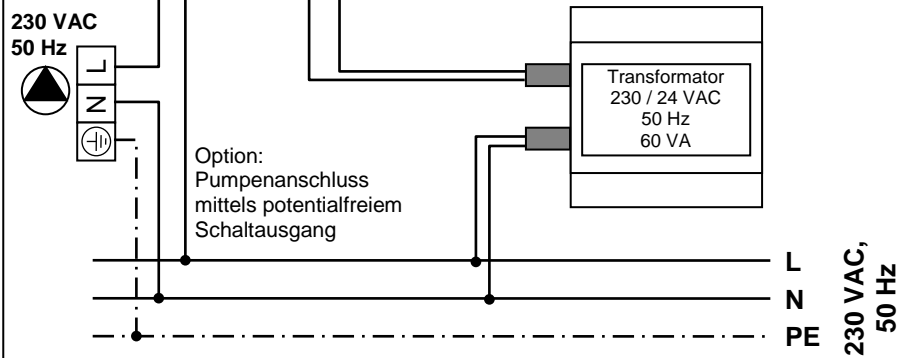 230 VAC
50 Hz
L
N
Transformator
230 / 24 VAC
50 Hz
60 VA
Option:
Pumpenanschluss
mittels potentialfreiem
Schaltausgang
L
N
PE
230 VAC,
50 Hz